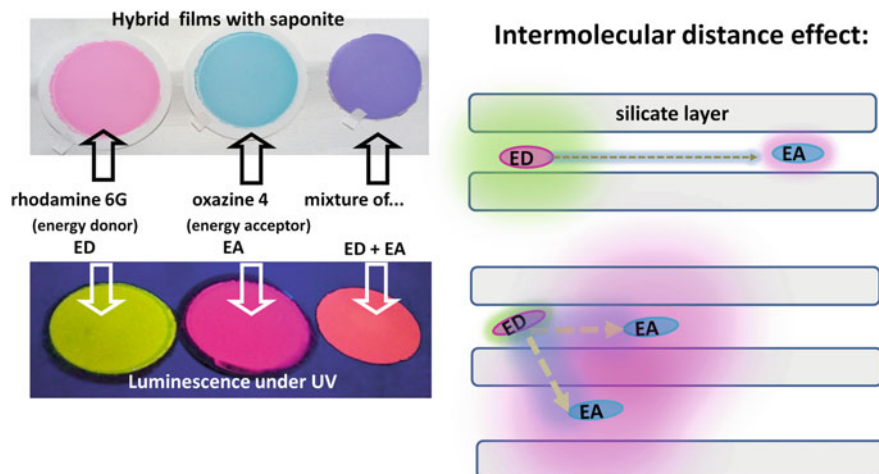 Hybrid films with saponite
rhodamine 6G
(energy donor)
ED
oxazine 4
(energy acceptor)
EA
mixture of...
ED + EA
Luminescence under UV
Intermolecular distance effect:
silicate layer
ED
EA
ED
EA
EA